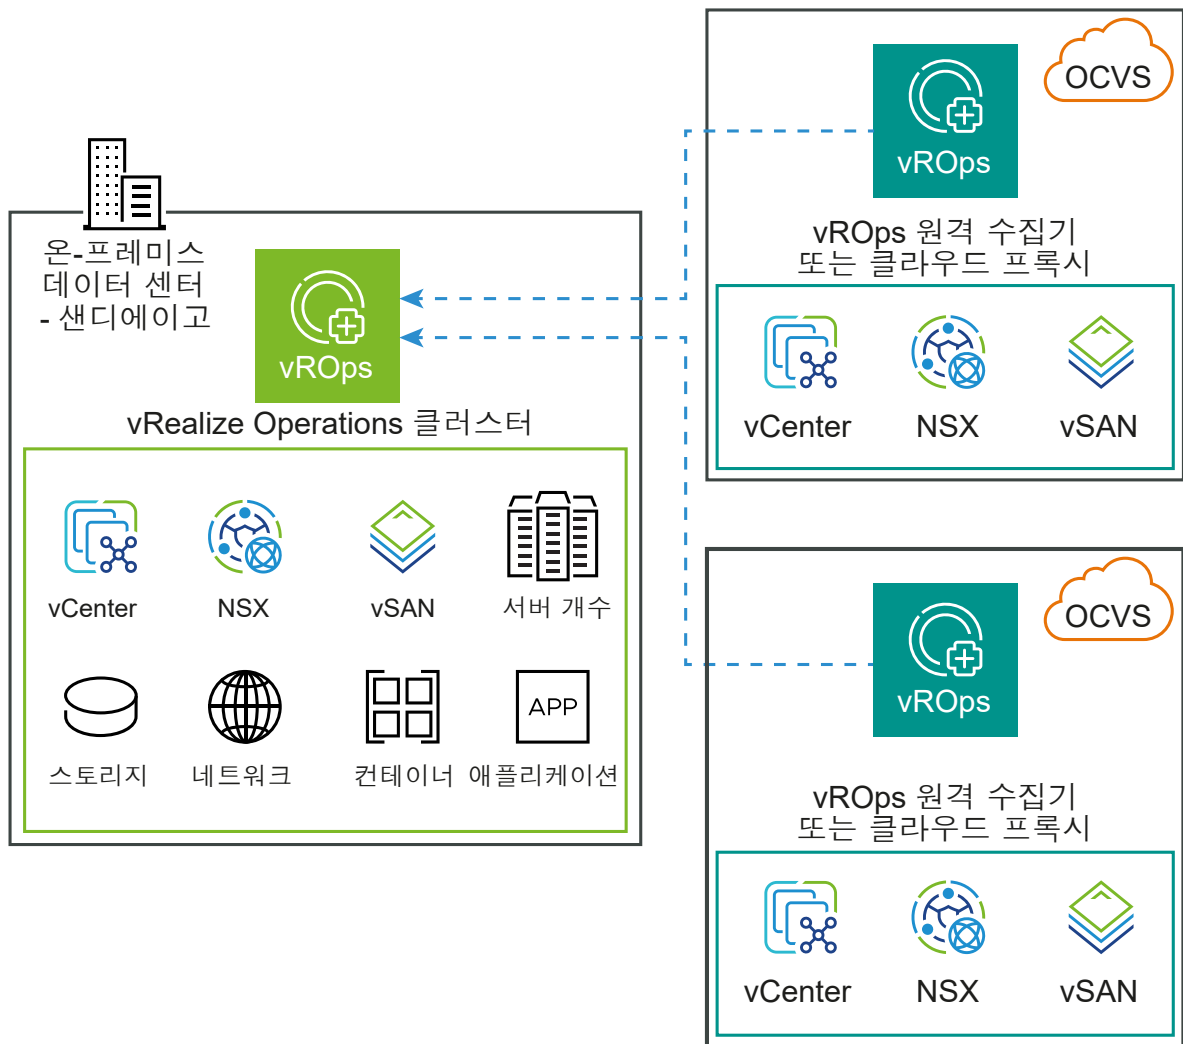 온-프레미스
데이터 센터
- 샌디에이고
vROps
vRealize Operations 클러스터
vCenter
NSX
vSAN
서버 개수
스토리지
네트워크
컨테이너
APP
애플리케이션
OCVS
vROps
vROps 원격 수집기
또는 클라우드 프록시
vCenter
NSX
vSAN
OCVS
vROps
vROps 원격 수집기
또는 클라우드 프록시
vCenter
NSX
vSAN